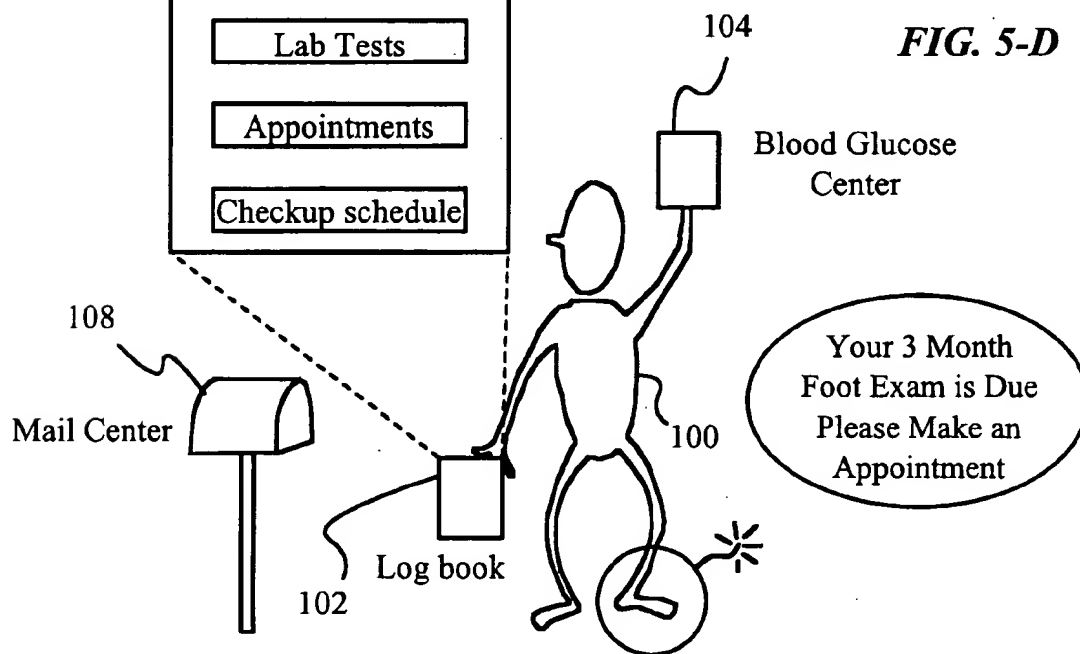 104
FIG. 5-D
Lab Tests
Appointments
Checkup schedule
Blood Glucose
Center
108
Mail Center
Your 3 Month
Foot Exam is Due
Please Make an
Appointment
100
Log book
102